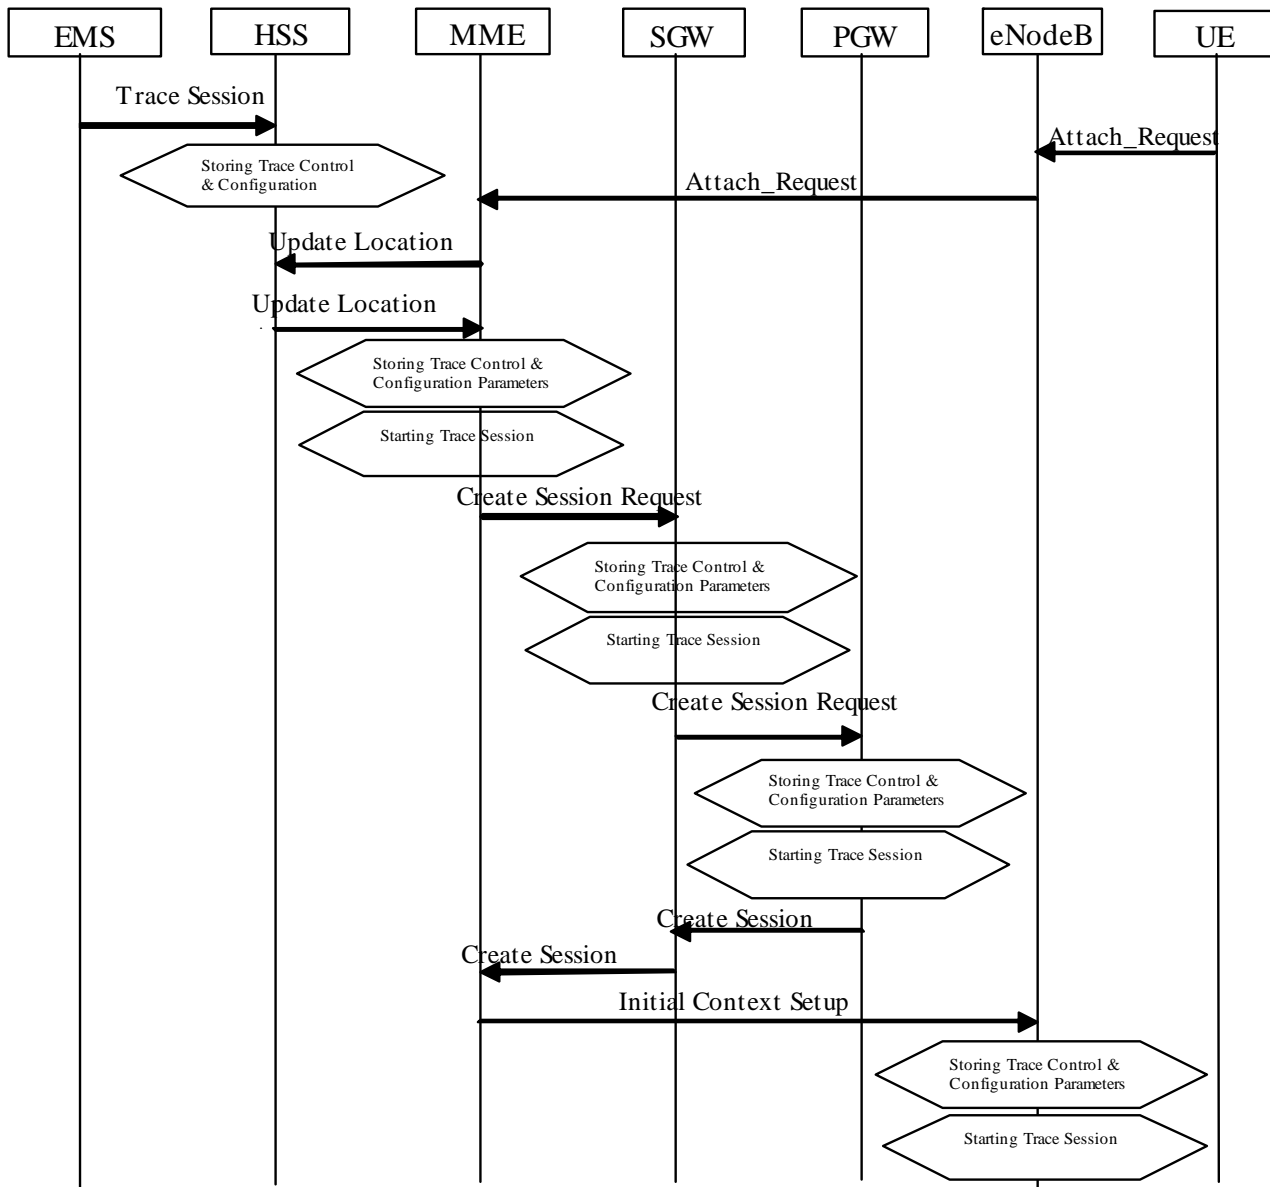 EMS
HSS
MME
SGW
PGW
eNodeB
UE
Trace Session
Attach_Request
Storing Trace Control
& Configuration
Attach_Request
Update Location
Update Location
Storing Trace Control &
Configuration Parameters
Starting Trace Session
Create Session Request
Storing Trace Control &
Configuration Parameters
Starting Trace Session
Create Session Request
Storing Trace Control &
Configuration Parameters
Starting Trace Session
Create Session
Create Session
Initial Context Setup
Storing Trace Control &
Configuration Parameters
Starting Trace Session